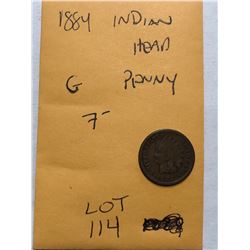 1884 INDIAN
HEAD
G PENNY
7-
LOT
114